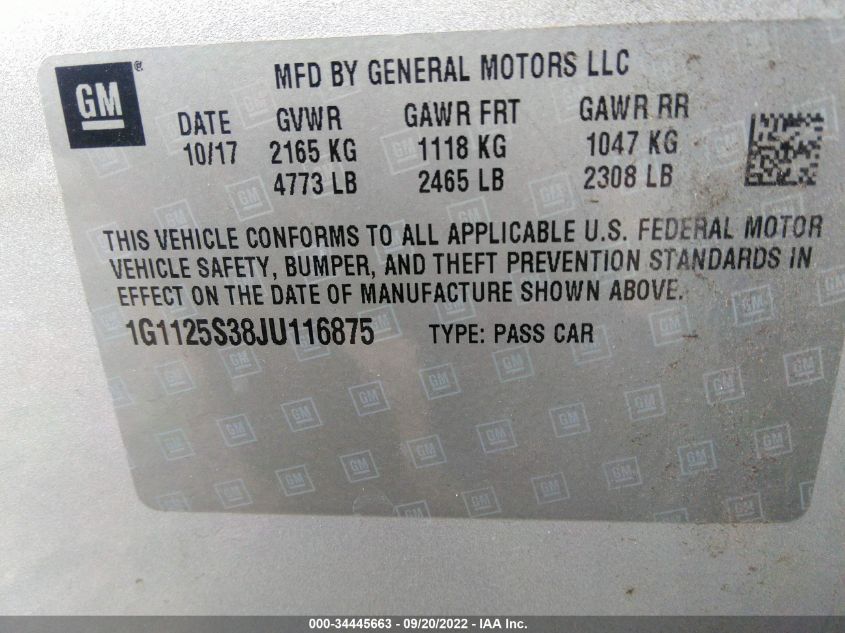 GM ® MFD BY GENERAL MOTORS LLC
DATE GVWR GAWR FRT GAWR RR
10/17 2165 KG 1118 KG 1047 KG
4773 LB 2465 LB 2308 LB
THIS VEHICLE CONFORMS TO ALL APPLICABLE U.S. FEDERAL MOTOR
VEHICLE SAFETY, BUMPER, AND THEFT PREVENTION STANDARDS IN
EFFECT ON THE DATE OF MANUFACTURE SHOWN ABOVE.
1G1125S38JU116875 TYPE: PASS CAR
000-34445663 - 09/20/2022 - IAA Inc.